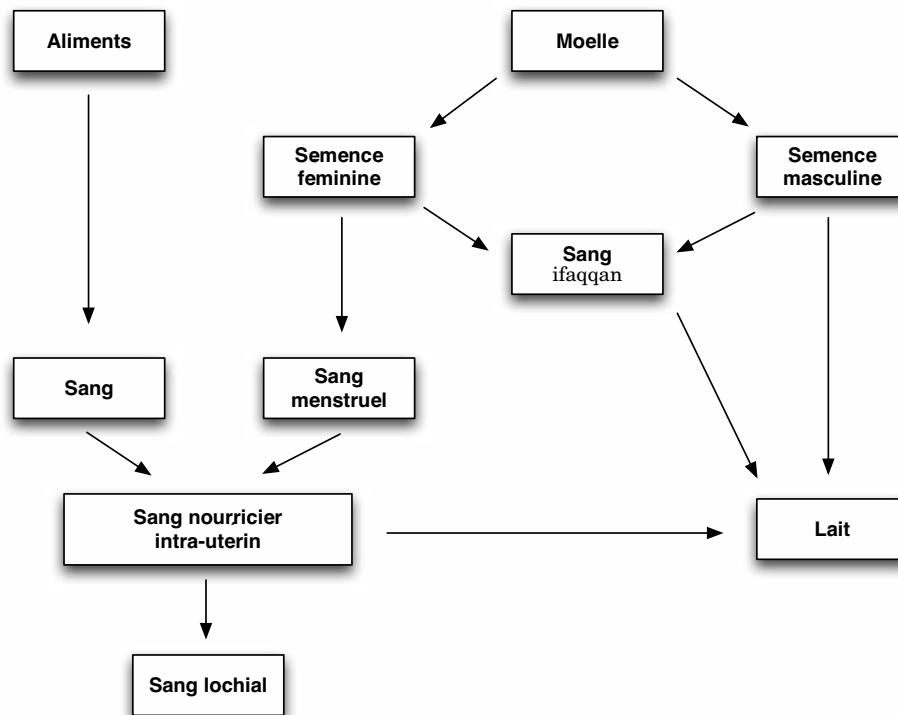 Aliments
Moelle
Semence
feminine
Semence
masculine
Sang
ifaqqan
Sang
Sang
menstruel
Sang nourricier
intra-uterin
Lait
Sang lochial